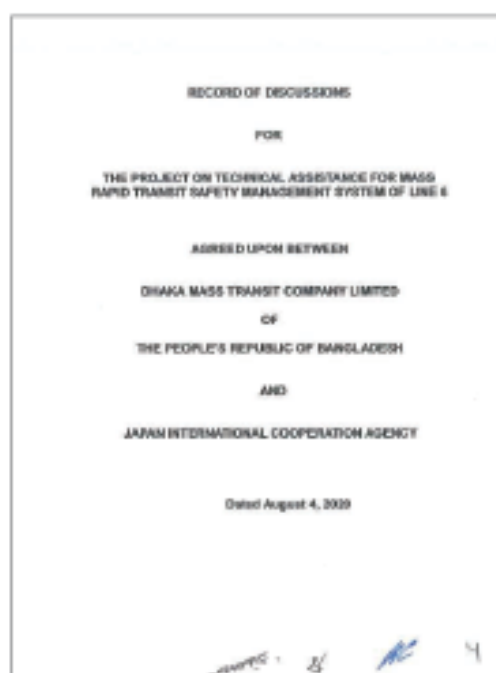 RECORD OF DISCUSSIONS
FOR
THE PROJECT ON TECHNICAL ASSISTANCE FOR MASS
RAPID TRANSIT SAFETY MANAGEMENT SYSTEM OF LINE 6
AGREED UPON BETWEEN
DHAKA MASS TRANSIT COMPANY LIMITED
OF
THE PEOPLE'S REPUBLIC OF BANGLADESH
AND
JAPAN INTERNATIONAL COOPERATION AGENCY
Dated August 4, 2020